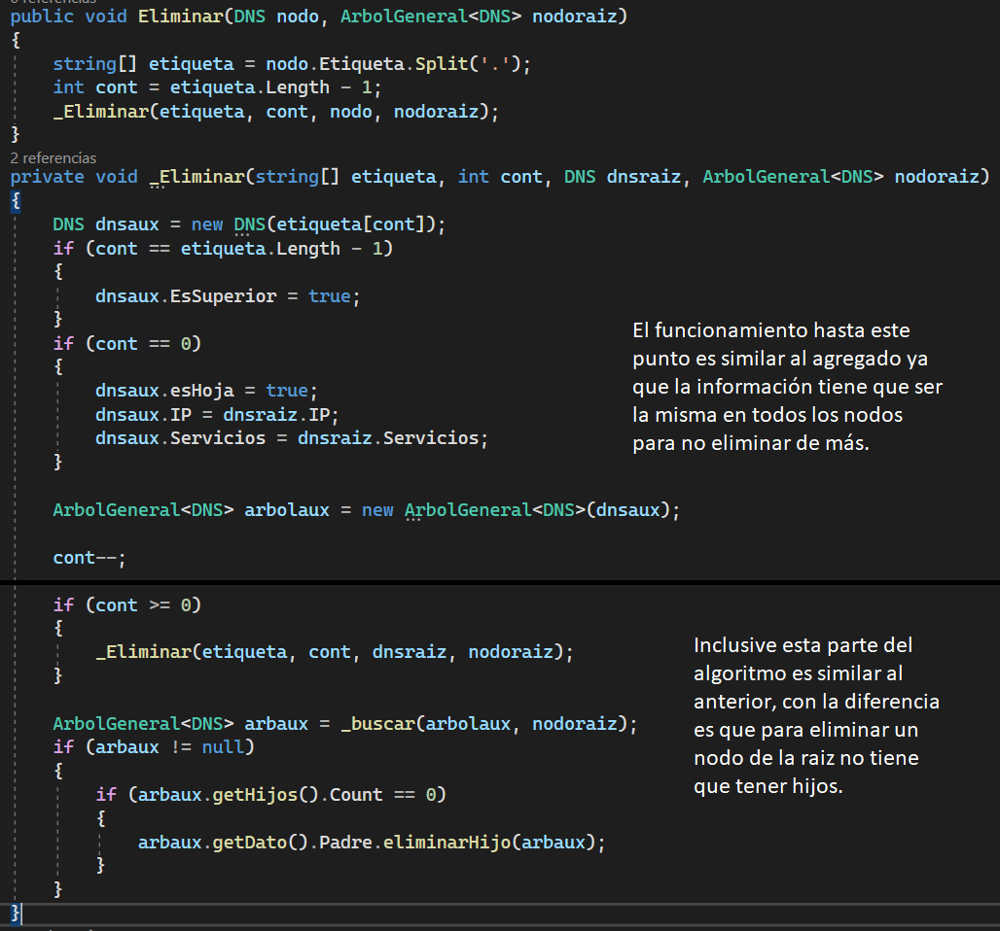 public void Eliminar(DNS nodo, ArbolGeneral<DNS> nodoraiz)
{
string[] etiqueta = nodo.Etiqueta.Split('.');
int cont = etiqueta.Length - 1;
_Eliminar(etiqueta, cont, nodo, nodoraiz);
}
2 referencias
private void _Eliminar(string[] etiqueta, int cont, DNS dnsraiz, ArbolGeneral<DNS> nodoraiz)
{
DNS dnsaux = new DNS(etiqueta[cont]);
if (cont == etiqueta.Length - 1)
{
dnsaux.EsSuperior = true;
}
if (cont == 0)
{
dnsaux.esHoja = true;
dnsaux.IP = dnsraiz.IP;
dnsaux.Servicios = dnsraiz.Servicios;
}
El funcionamiento hasta este
punto es similar al agregado ya
que la información tiene que ser
la misma en todos los nodos
para no eliminar de más.
ArbolGeneral<DNS> arbolaux = new ArbolGeneral<DNS>(dnsaux);
cont--;
if (cont >= 0)
{
_Eliminar(etiqueta, cont, dnsraiz, nodoraiz);
}
ArbolGeneral<DNS> arbaux = _buscar(arbolaux, nodoraiz);
if (arbaux != null)
{
if (arbaux.getHijos().Count == 0)
{
arbaux.getDato().Padre.eliminarHijo(arbaux);
}
}
}
Inclusive esta parte del
algoritmo es similar al
anterior, con la diferencia
es que para eliminar un
nodo de la raiz no tiene
que tener hijos.